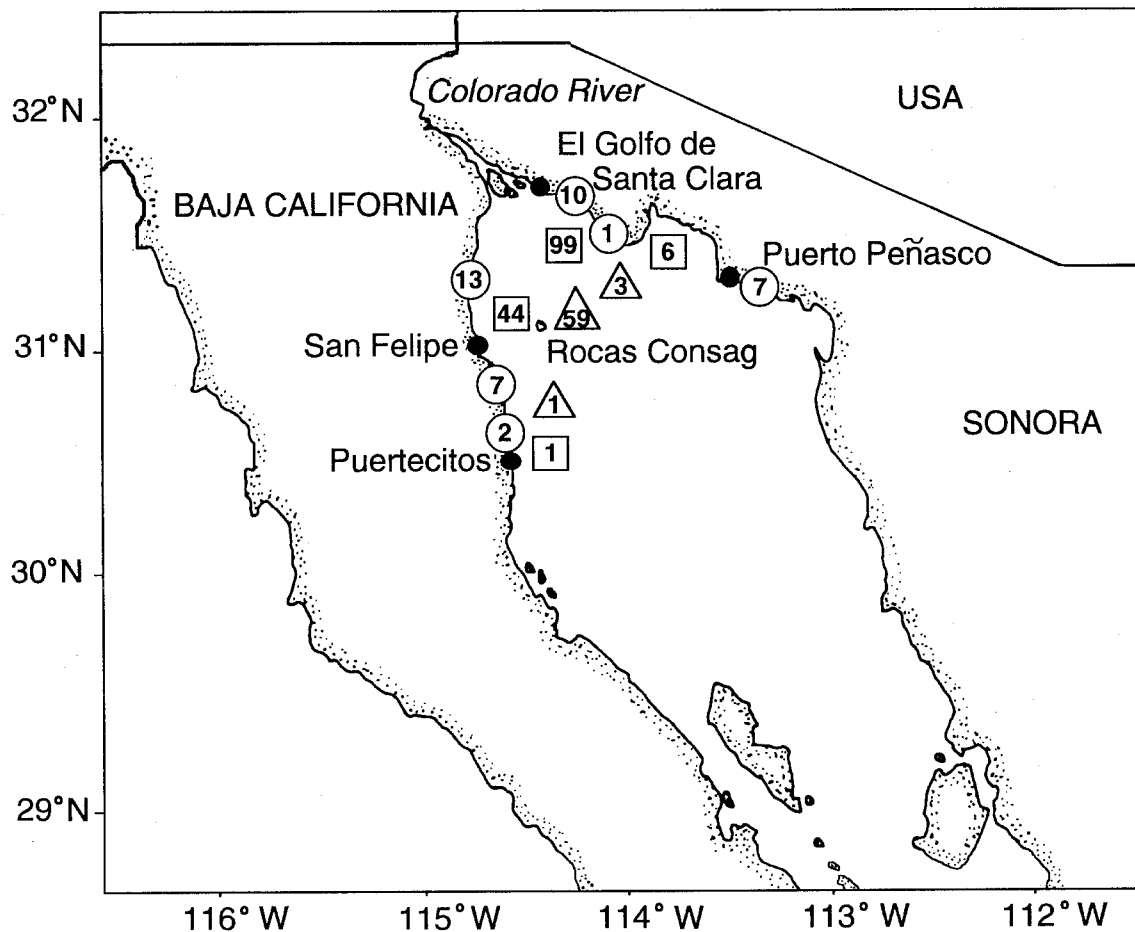 32°N
Colorado River
USA
El Golfo de
Santa Clara
BAJA CALIFORNIA
10
1
99
6
Puerto Peñasco
13
3
7
44
59
31°N
San Felipe
Rocas Consag
7
1
SONORA
2
Puertecitos
1
30°N
29°N
116° W
115° W
114° W
113° W
112° W